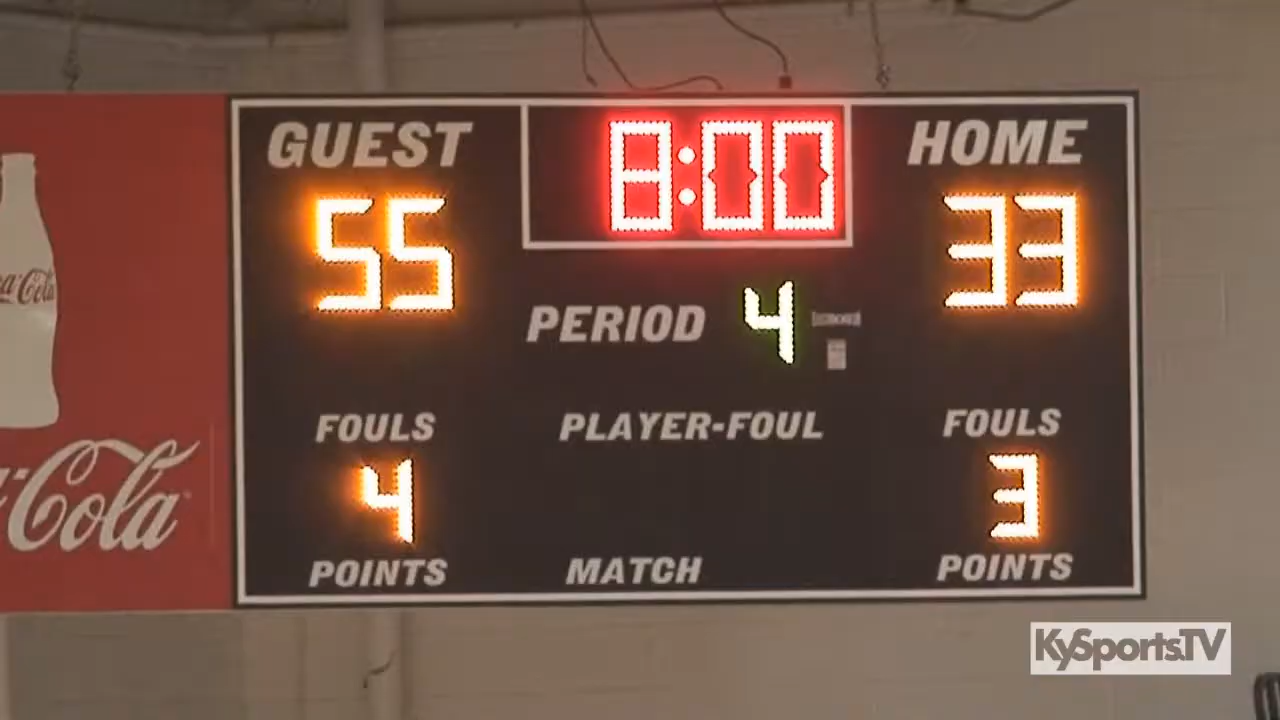 GUEST
8:00
HOME
55
33
PERIOD 4
FOULS
PLAYER-FOUL
FOULS
4
3
POINTS
MATCH
POINTS
Coca-Cola
Cola
KySports.TV